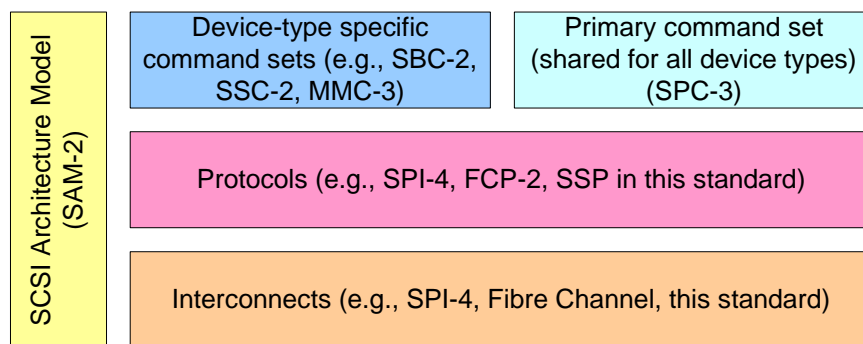 SCSI Architecture Model
(SAM-2)
Device-type specific
command sets (e.g., SBC-2,
SSC-2, MMC-3)
Primary command set
(shared for all device types)
(SPC-3)
Protocols (e.g., SPI-4, FCP-2, SSP in this standard)
Interconnects (e.g., SPI-4, Fibre Channel, this standard)